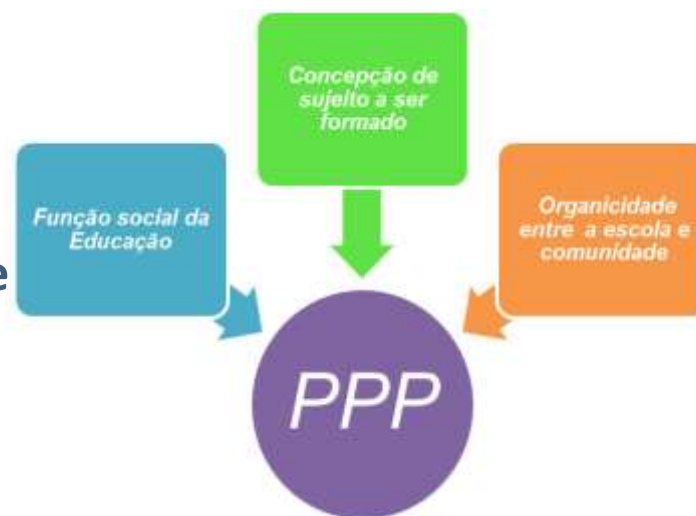 Concepção de
sujeito a ser
formado
Função social da
Educação
Organicidade
entre a escola e
comunidade
e
PPP